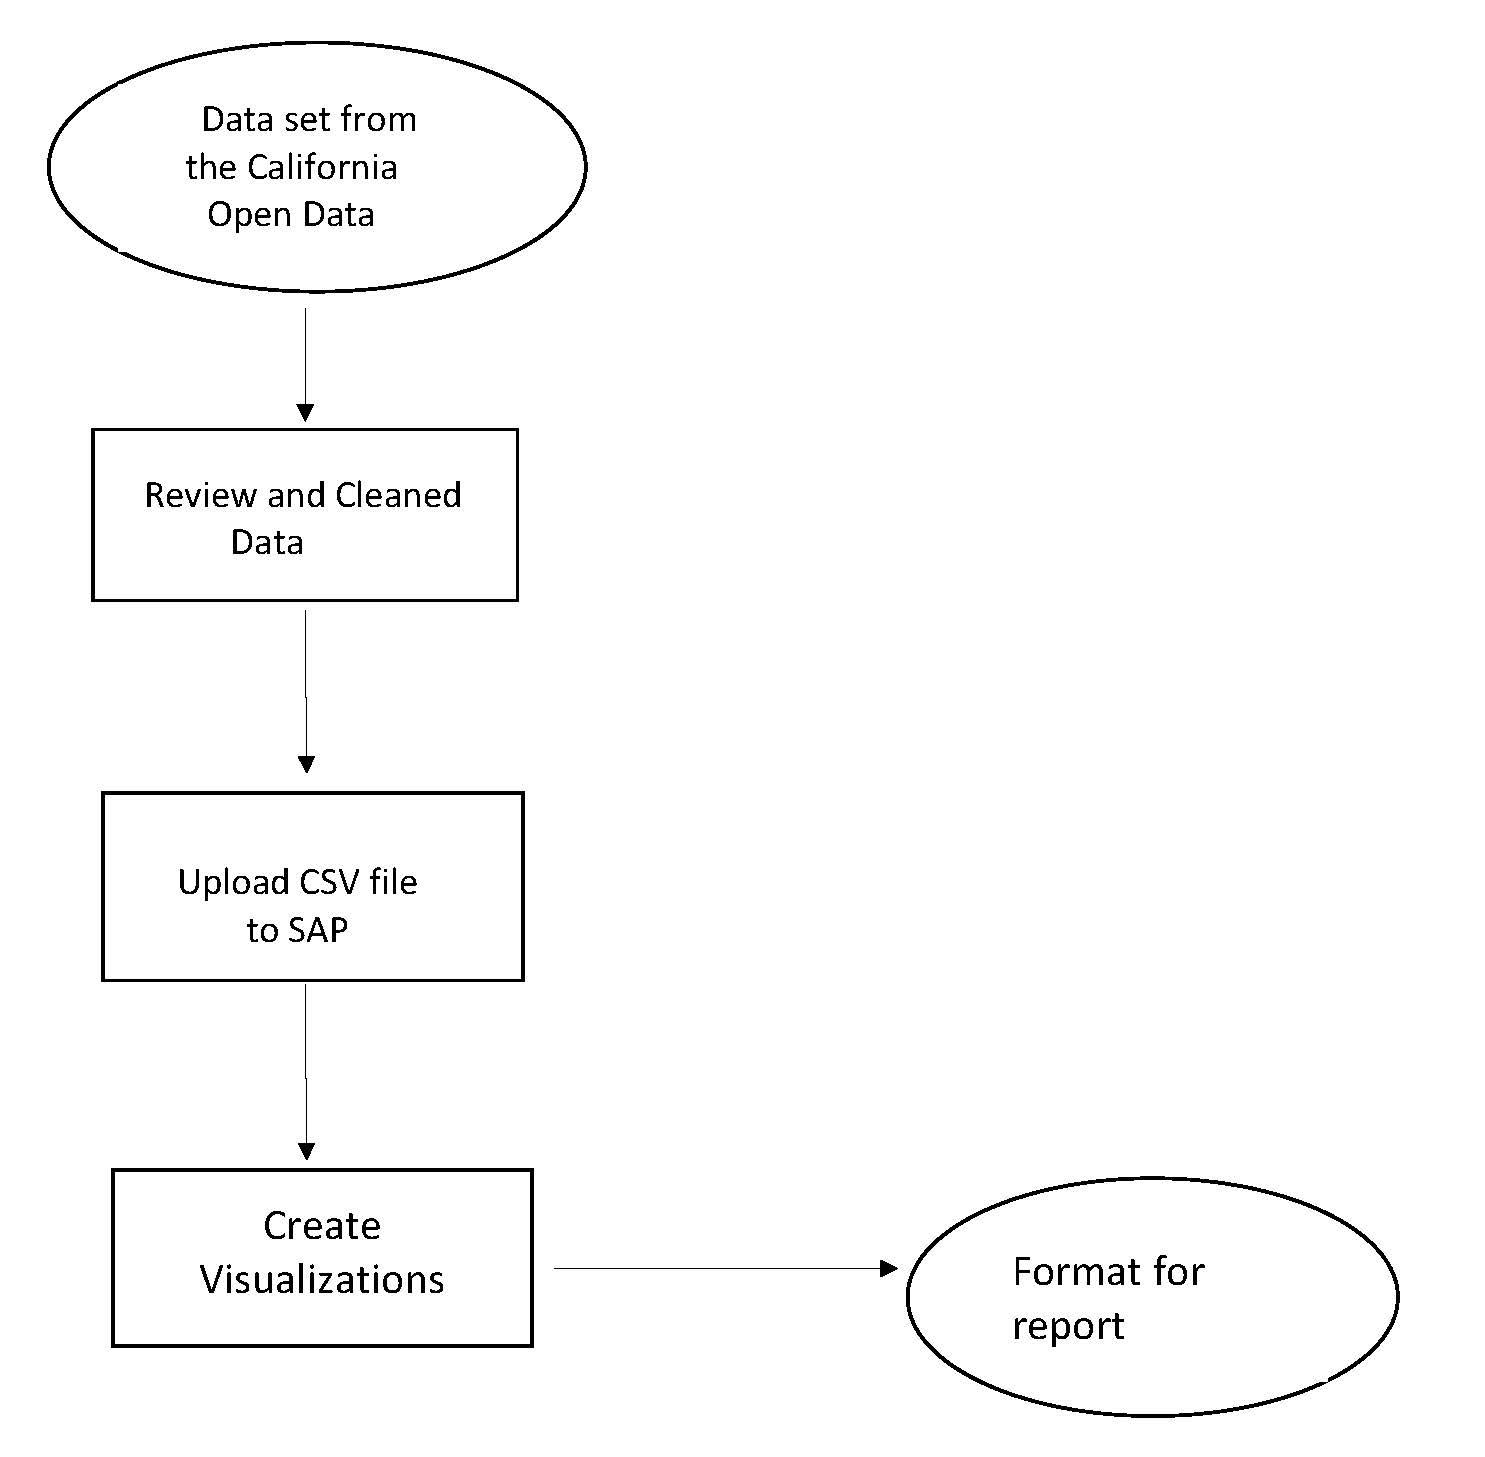 Data set from
the California
Open Data
Review and Cleaned
Data
Upload CSV file
to SAP
Create
Visualizations
Format for
report